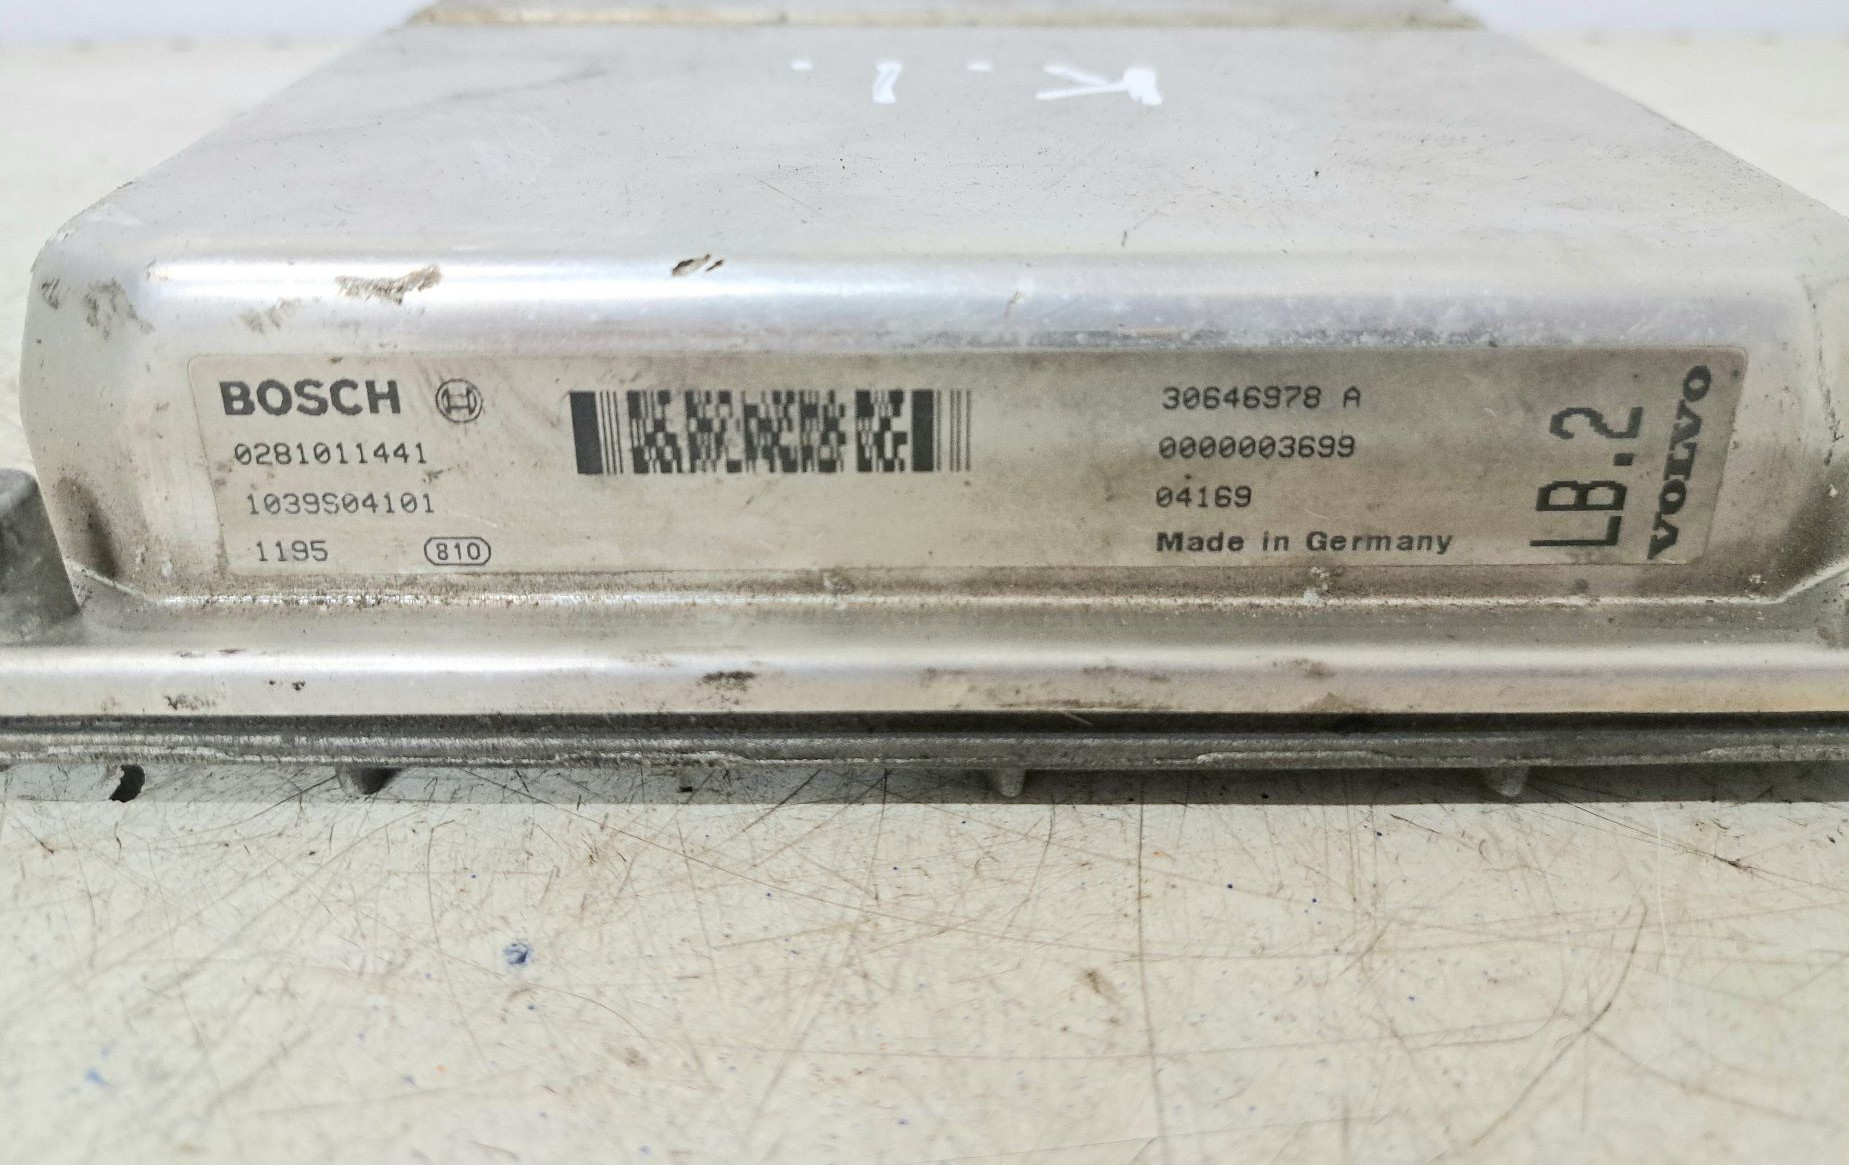 BOSCH
0281011441
1039S04101
1195 810
30646978 A
0000003699
04169
Made in Germany
LB.2
VOLVO